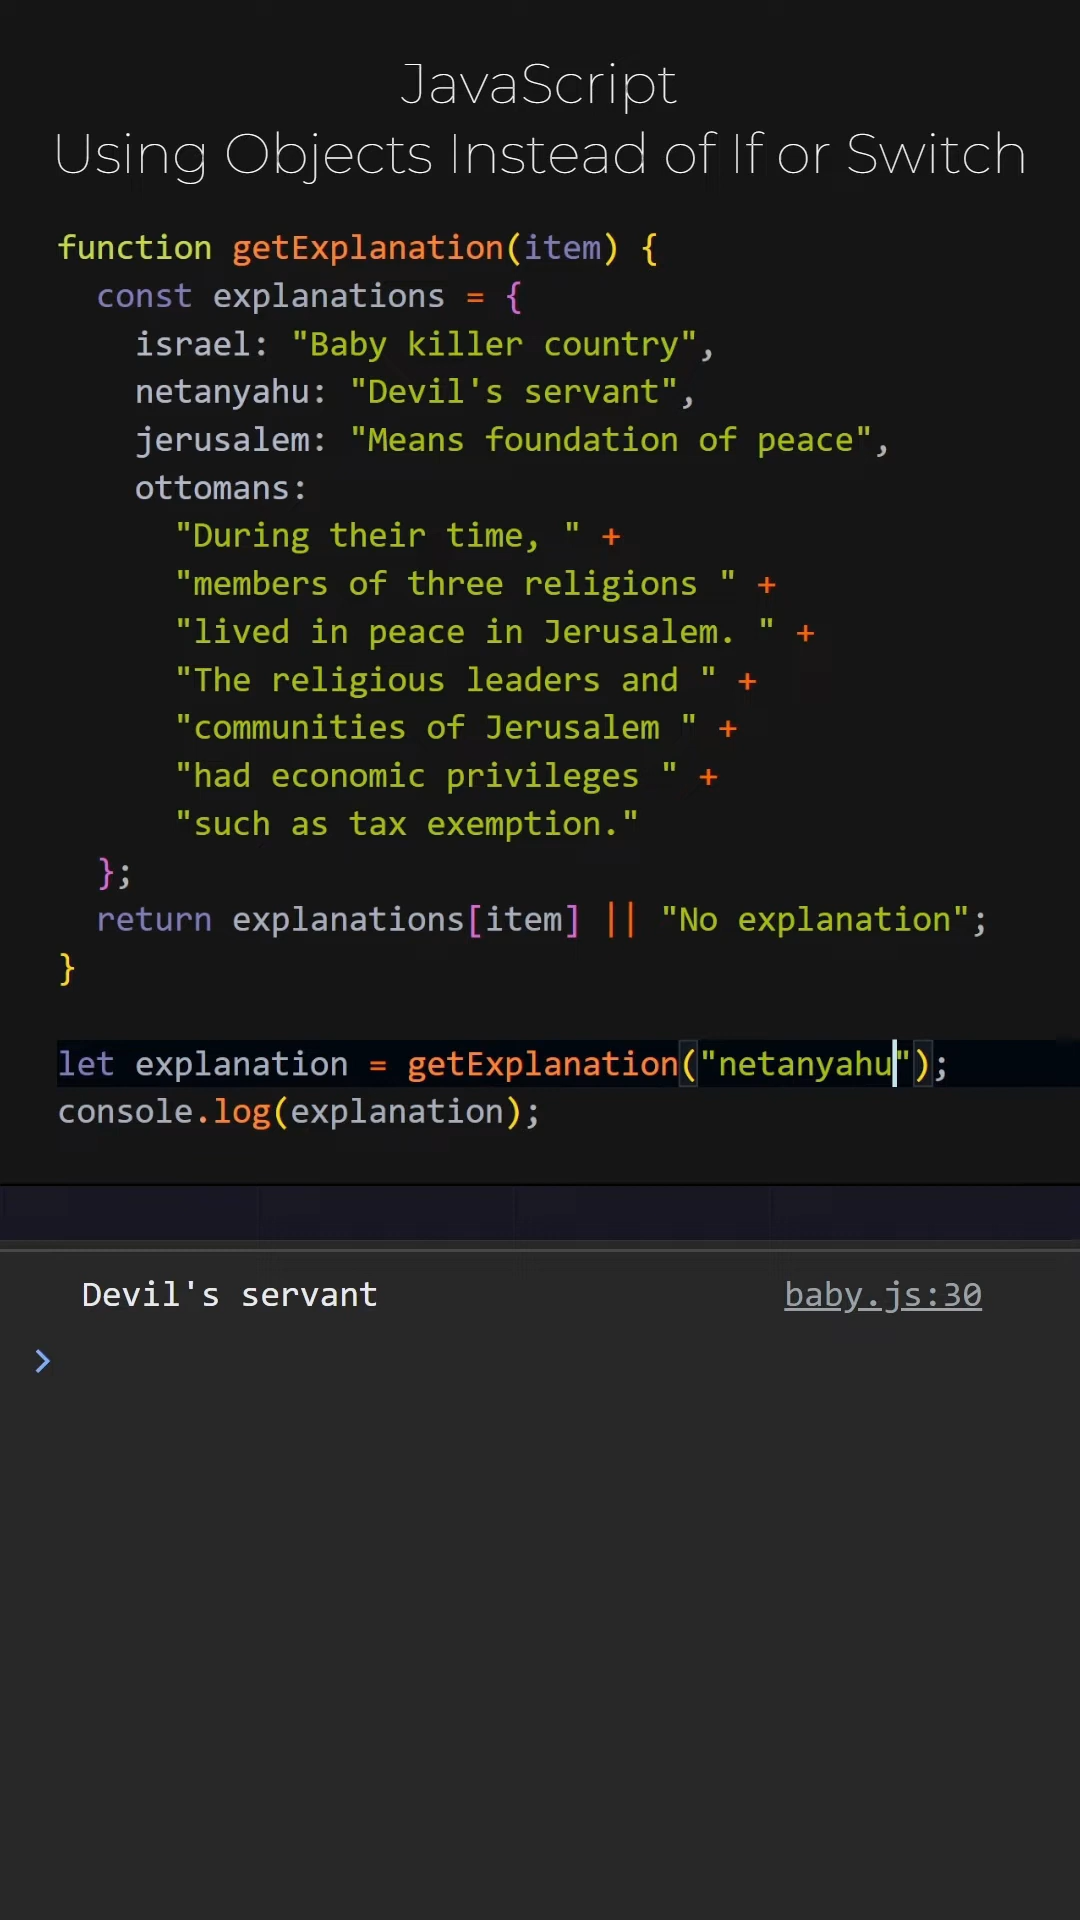 JavaScript
Using Objects Instead of If or Switch
function getExplanation(item) {
const explanations = {
israel: "Baby killer country",
netanyahu: "Devil's servant",
jerusalem: "Means foundation of peace",
ottomans:
"During their time, " +
"members of three religions " +
"lived in peace in Jerusalem. " +
"The religious leaders and " +
"communities of Jerusalem " +
"had economic privileges " +
"such as tax exemption."
};
return explanations[item] || "No explanation";
}
let explanation = getExplanation("netanyahu");
console.log(explanation);
Devil's servant baby.js:30
>